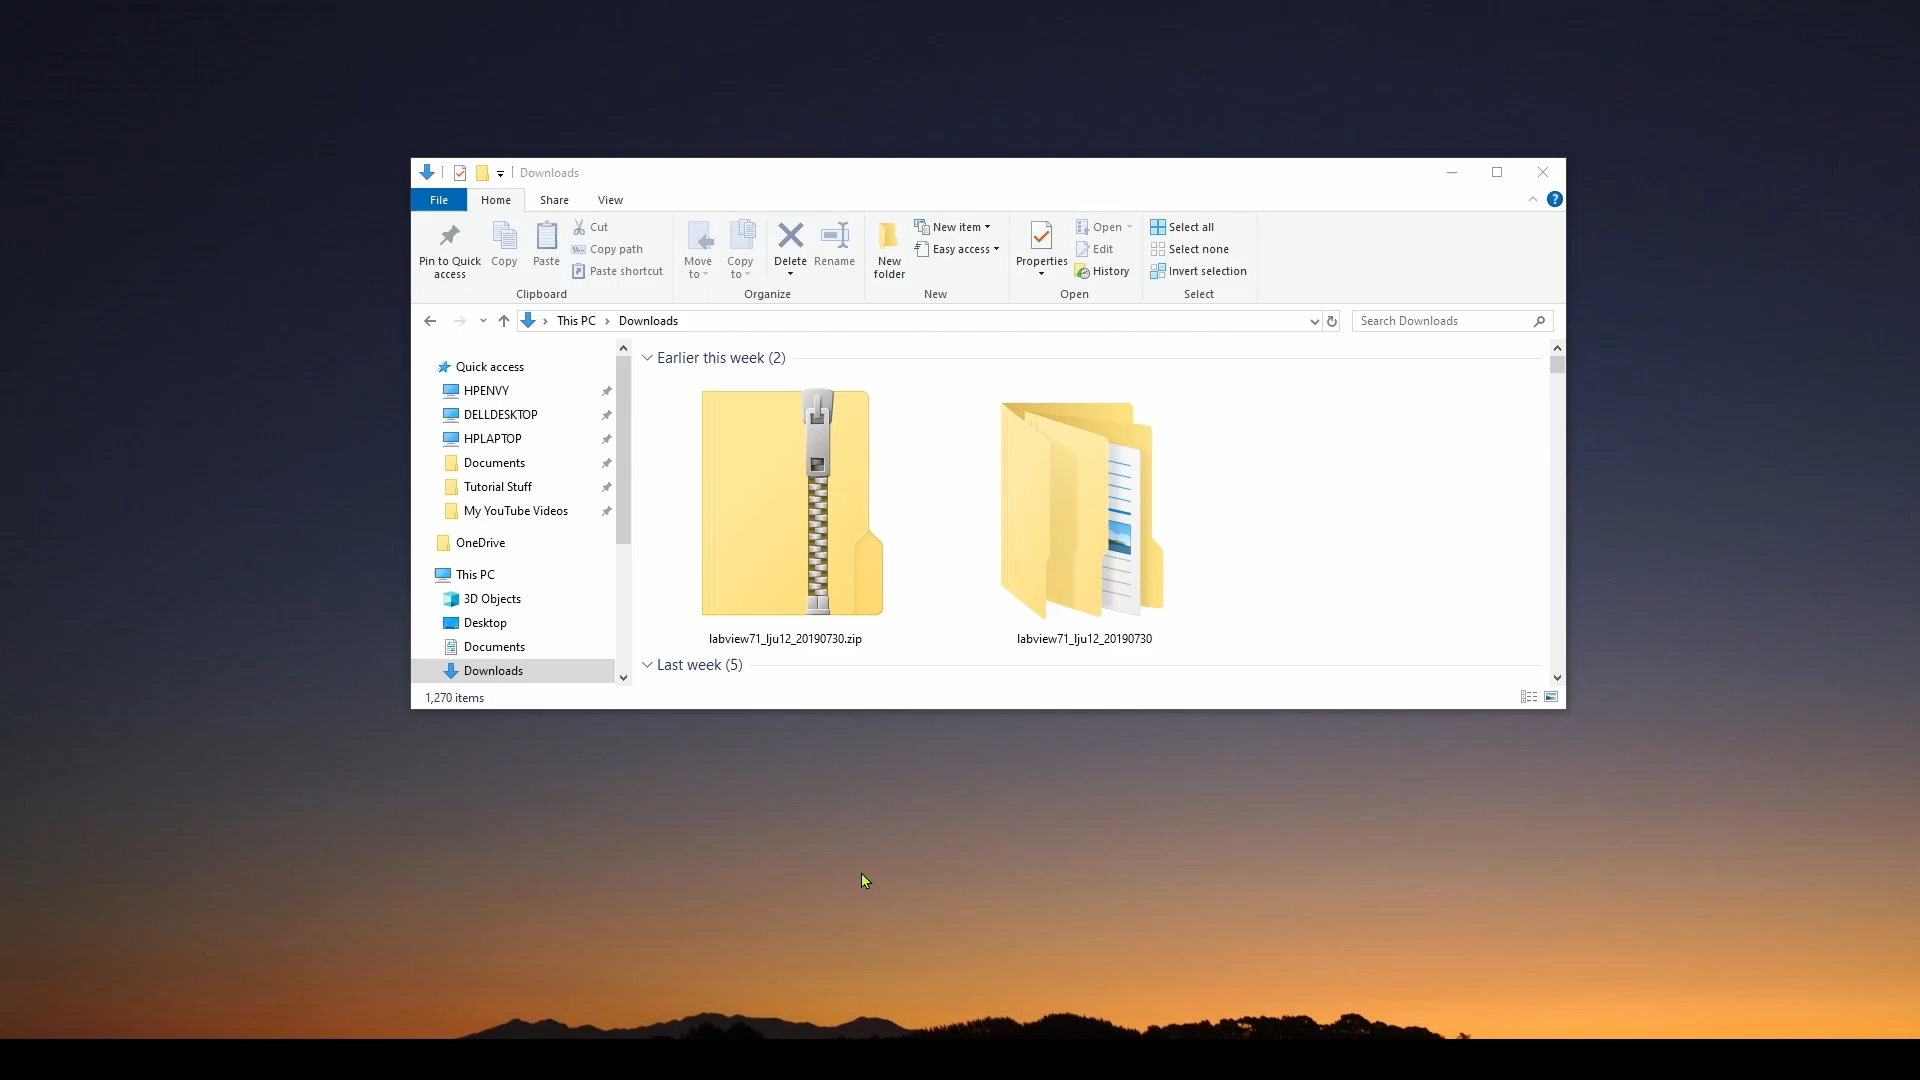 Downloads
File Home Share View
Pin to Quick access
Copy
Paste
Cut
Copy path
Paste shortcut
Clipboard
Move to
Copy to
Delete
Rename
Organize
New folder
New item
Easy access
New
Properties
Open
Edit
History
Open
Select all
Select none
Invert selection
Select
This PC > Downloads
Search Downloads
Quick access
HPENVY
DELLDESKTOP
HPLAPTOP
Documents
Tutorial Stuff
My YouTube Videos
OneDrive
This PC
3D Objects
Desktop
Documents
Downloads
Earlier this week (2)
labview71_lju12_20190730.zip
labview71_lju12_20190730
Last week (5)
1,270 items